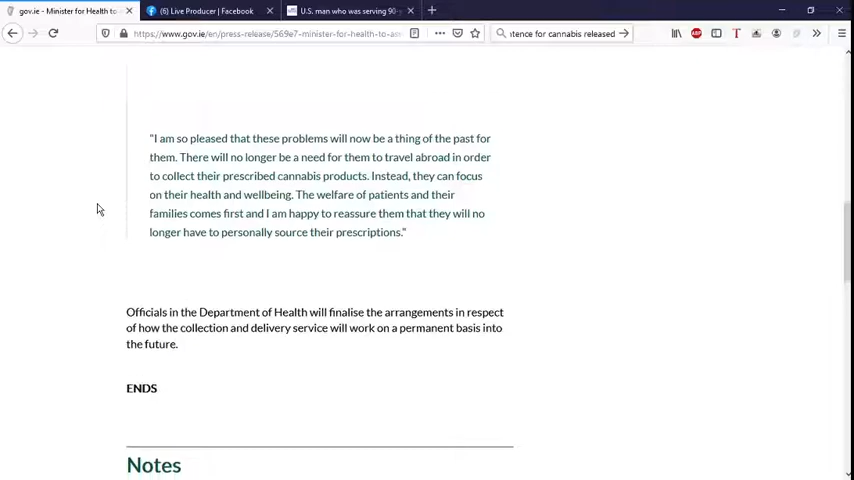 gov.ie - Minister for Health to
(6) Live Producer | Facebook
U.S. man who was serving 90-y
https://www.gov.ie/en/press-release/569e7-minister-for-health-to-ass
tence for cannabis released
"I am so pleased that these problems will now be a thing of the past for
them. There will no longer be a need for them to travel abroad in order
to collect their prescribed cannabis products. Instead, they can focus
on their health and wellbeing. The welfare of patients and their
families comes first and I am happy to reassure them that they will no
longer have to personally source their prescriptions."
Officials in the Department of Health will finalise the arrangements in respect
of how the collection and delivery service will work on a permanent basis into
the future.
ENDS
Notes